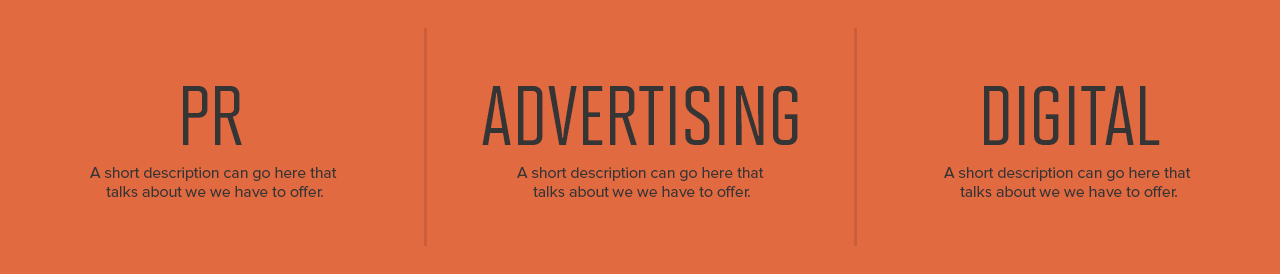 PR
A short description can go here that
talks about we we have to offer.
ADVERTISING
A short description can go here that
talks about we we have to offer.
DIGITAL
A short description can go here that
talks about we we have to offer.